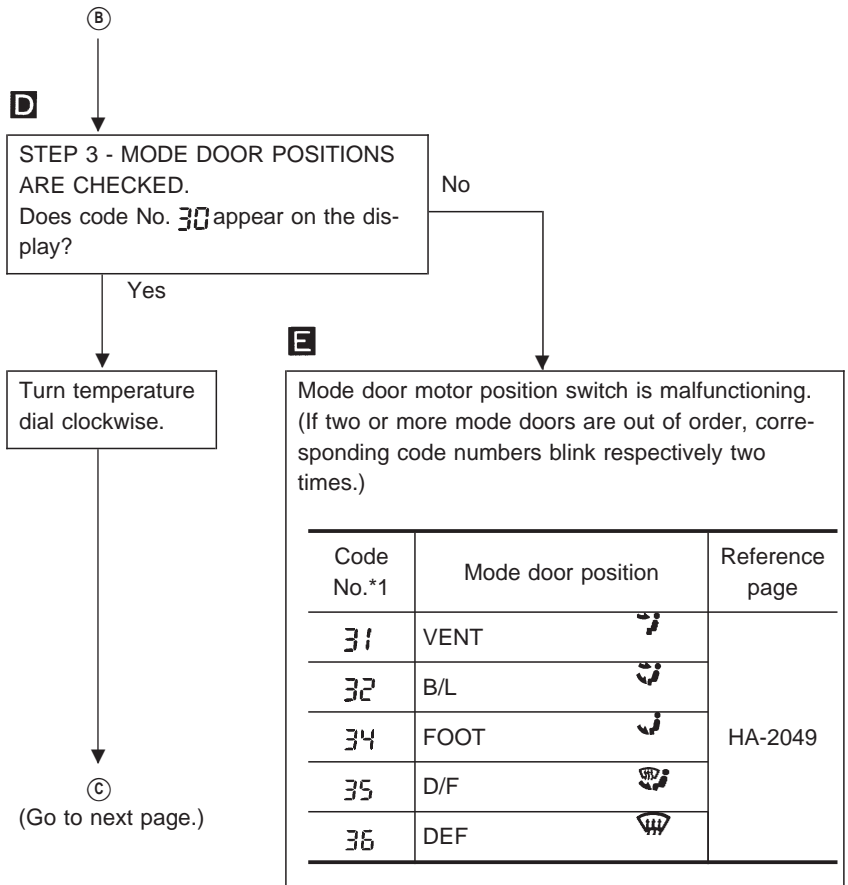 B
D
STEP 3 - MODE DOOR POSITIONS
ARE CHECKED.
Does code No. 30 appear on the dis-
play?
No
Yes
Turn temperature
dial clockwise.
C
(Go to next page.)
E
Mode door motor position switch is malfunctioning.
(If two or more mode doors are out of order, corre-
sponding code numbers blink respectively two
times.)
Code No.*1 Mode door position Reference page
31 VENT
32 B/L
34 FOOT HA-2049
35 D/F
36 DEF